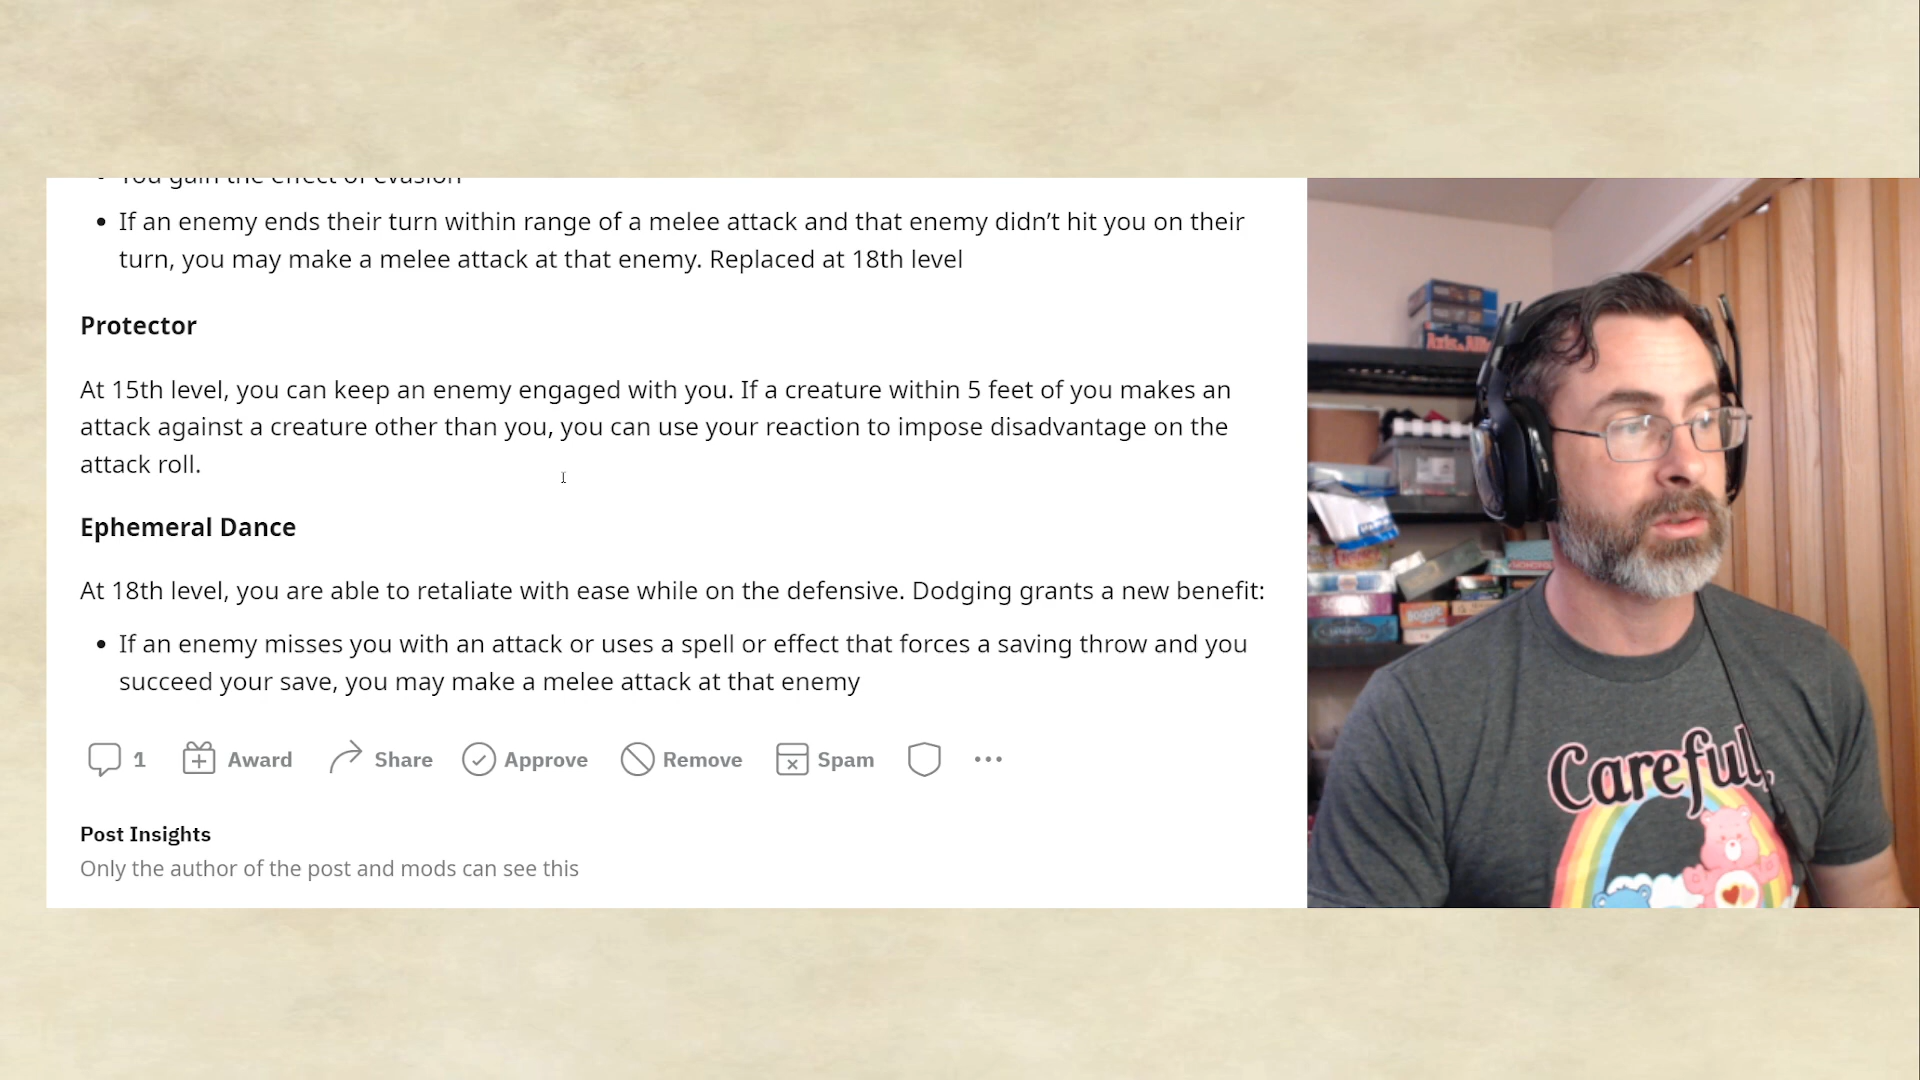 You gain the effect of evasion
• If an enemy ends their turn within range of a melee attack and that enemy didn’t hit you on their
turn, you may make a melee attack at that enemy. Replaced at 18th level
Protector
At 15th level, you can keep an enemy engaged with you. If a creature within 5 feet of you makes an
attack against a creature other than you, you can use your reaction to impose disadvantage on the
attack roll.
Ephemeral Dance
At 18th level, you are able to retaliate with ease while on the defensive. Dodging grants a new benefit:
• If an enemy misses you with an attack or uses a spell or effect that forces a saving throw and you
succeed your save, you may make a melee attack at that enemy
1 Award Share Approve Remove Spam
Post Insights
Only the author of the post and mods can see this
Careful,